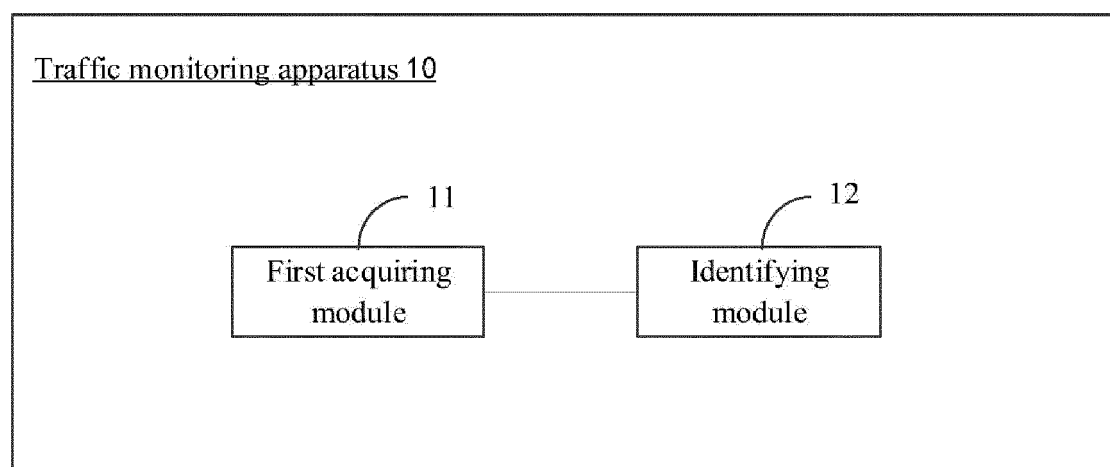 Traffic monitoring apparatus 10
11
12
First acquiring
module
Identifying
module